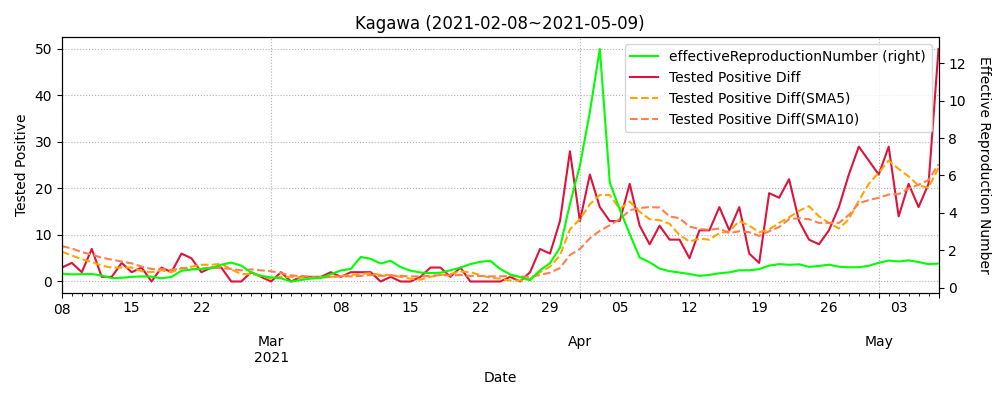 Kagawa (2021-02-08~2021-05-09)
effectiveReproductionNumber (right)
Tested Positive Diff
Tested Positive Diff(SMA5)
Tested Positive Diff(SMA10)
Tested Positive
50
40
30
20
10
0
Effective Reproduction Number
12
10
8
6
4
2
0
08 15 22 08 15 22 29 05 12 19 26 03
Mar Apr May
2021
Date